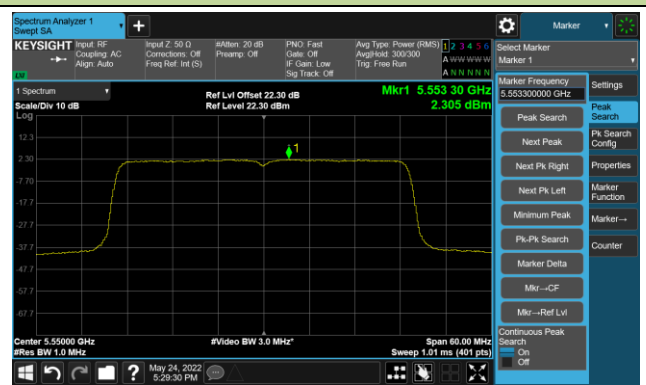 Spectrum Analyzer 1
Swept SA
KEYSIGHT
Input: RF
Coupling: AC
Align: Auto
Input Z: 50 Ω
Corrections: Off
Freq Ref: Int (S)
#Atten: 20 dB
Preamp: Off
PNO: Fast
Gate: Off
IF Gain: Low
Sig Track: Off
Avg Type: Power (RMS)
Avg|Hold: 300/300
Trig: Free Run
1 2 3 4 5 6
A W W W W W
A N N N N N
LW
1 Spectrum
Scale/Div 10 dB
Log
Ref Lvl Offset 22.30 dB
Ref Level 22.30 dBm
Mkr1 5.553 30 GHz
2.305 dBm
12.3
2.30
-7.70
-17.7
-27.7
-37.7
-47.7
-57.7
-67.7
1
Center 5.55000 GHz
#Res BW 1.0 MHz
#Video BW 3.0 MHz*
Span 60.00 MHz
Sweep 1.01 ms (401 pts)
May 24, 2022
5:29:30 PM
Marker
Select Marker
Marker 1
Marker Frequency
5.553300000 GHz
Peak Search
Next Peak
Next Pk Right
Next Pk Left
Minimum Peak
Pk-Pk Search
Marker Delta
Mkr→CF
Mkr→Ref Lvl
Continuous Peak
Search
On
Off
Settings
Peak
Search
Pk Search
Config
Properties
Marker
Function
Marker→
Counter